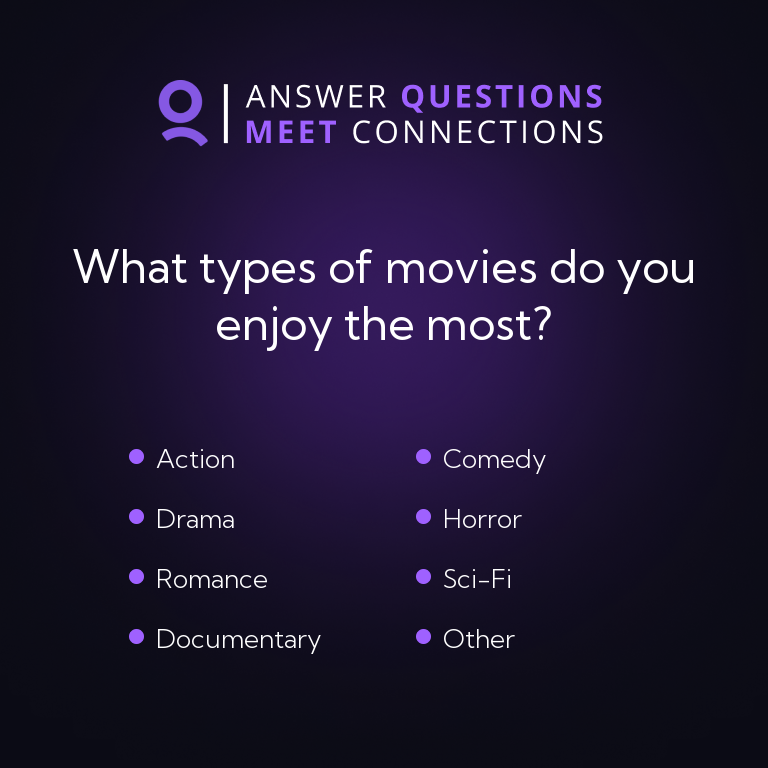 ANSWER QUESTIONS
MEET CONNECTIONS
What types of movies do you
enjoy the most?
Action
Drama
Romance
Documentary
Comedy
Horror
Sci-Fi
Other